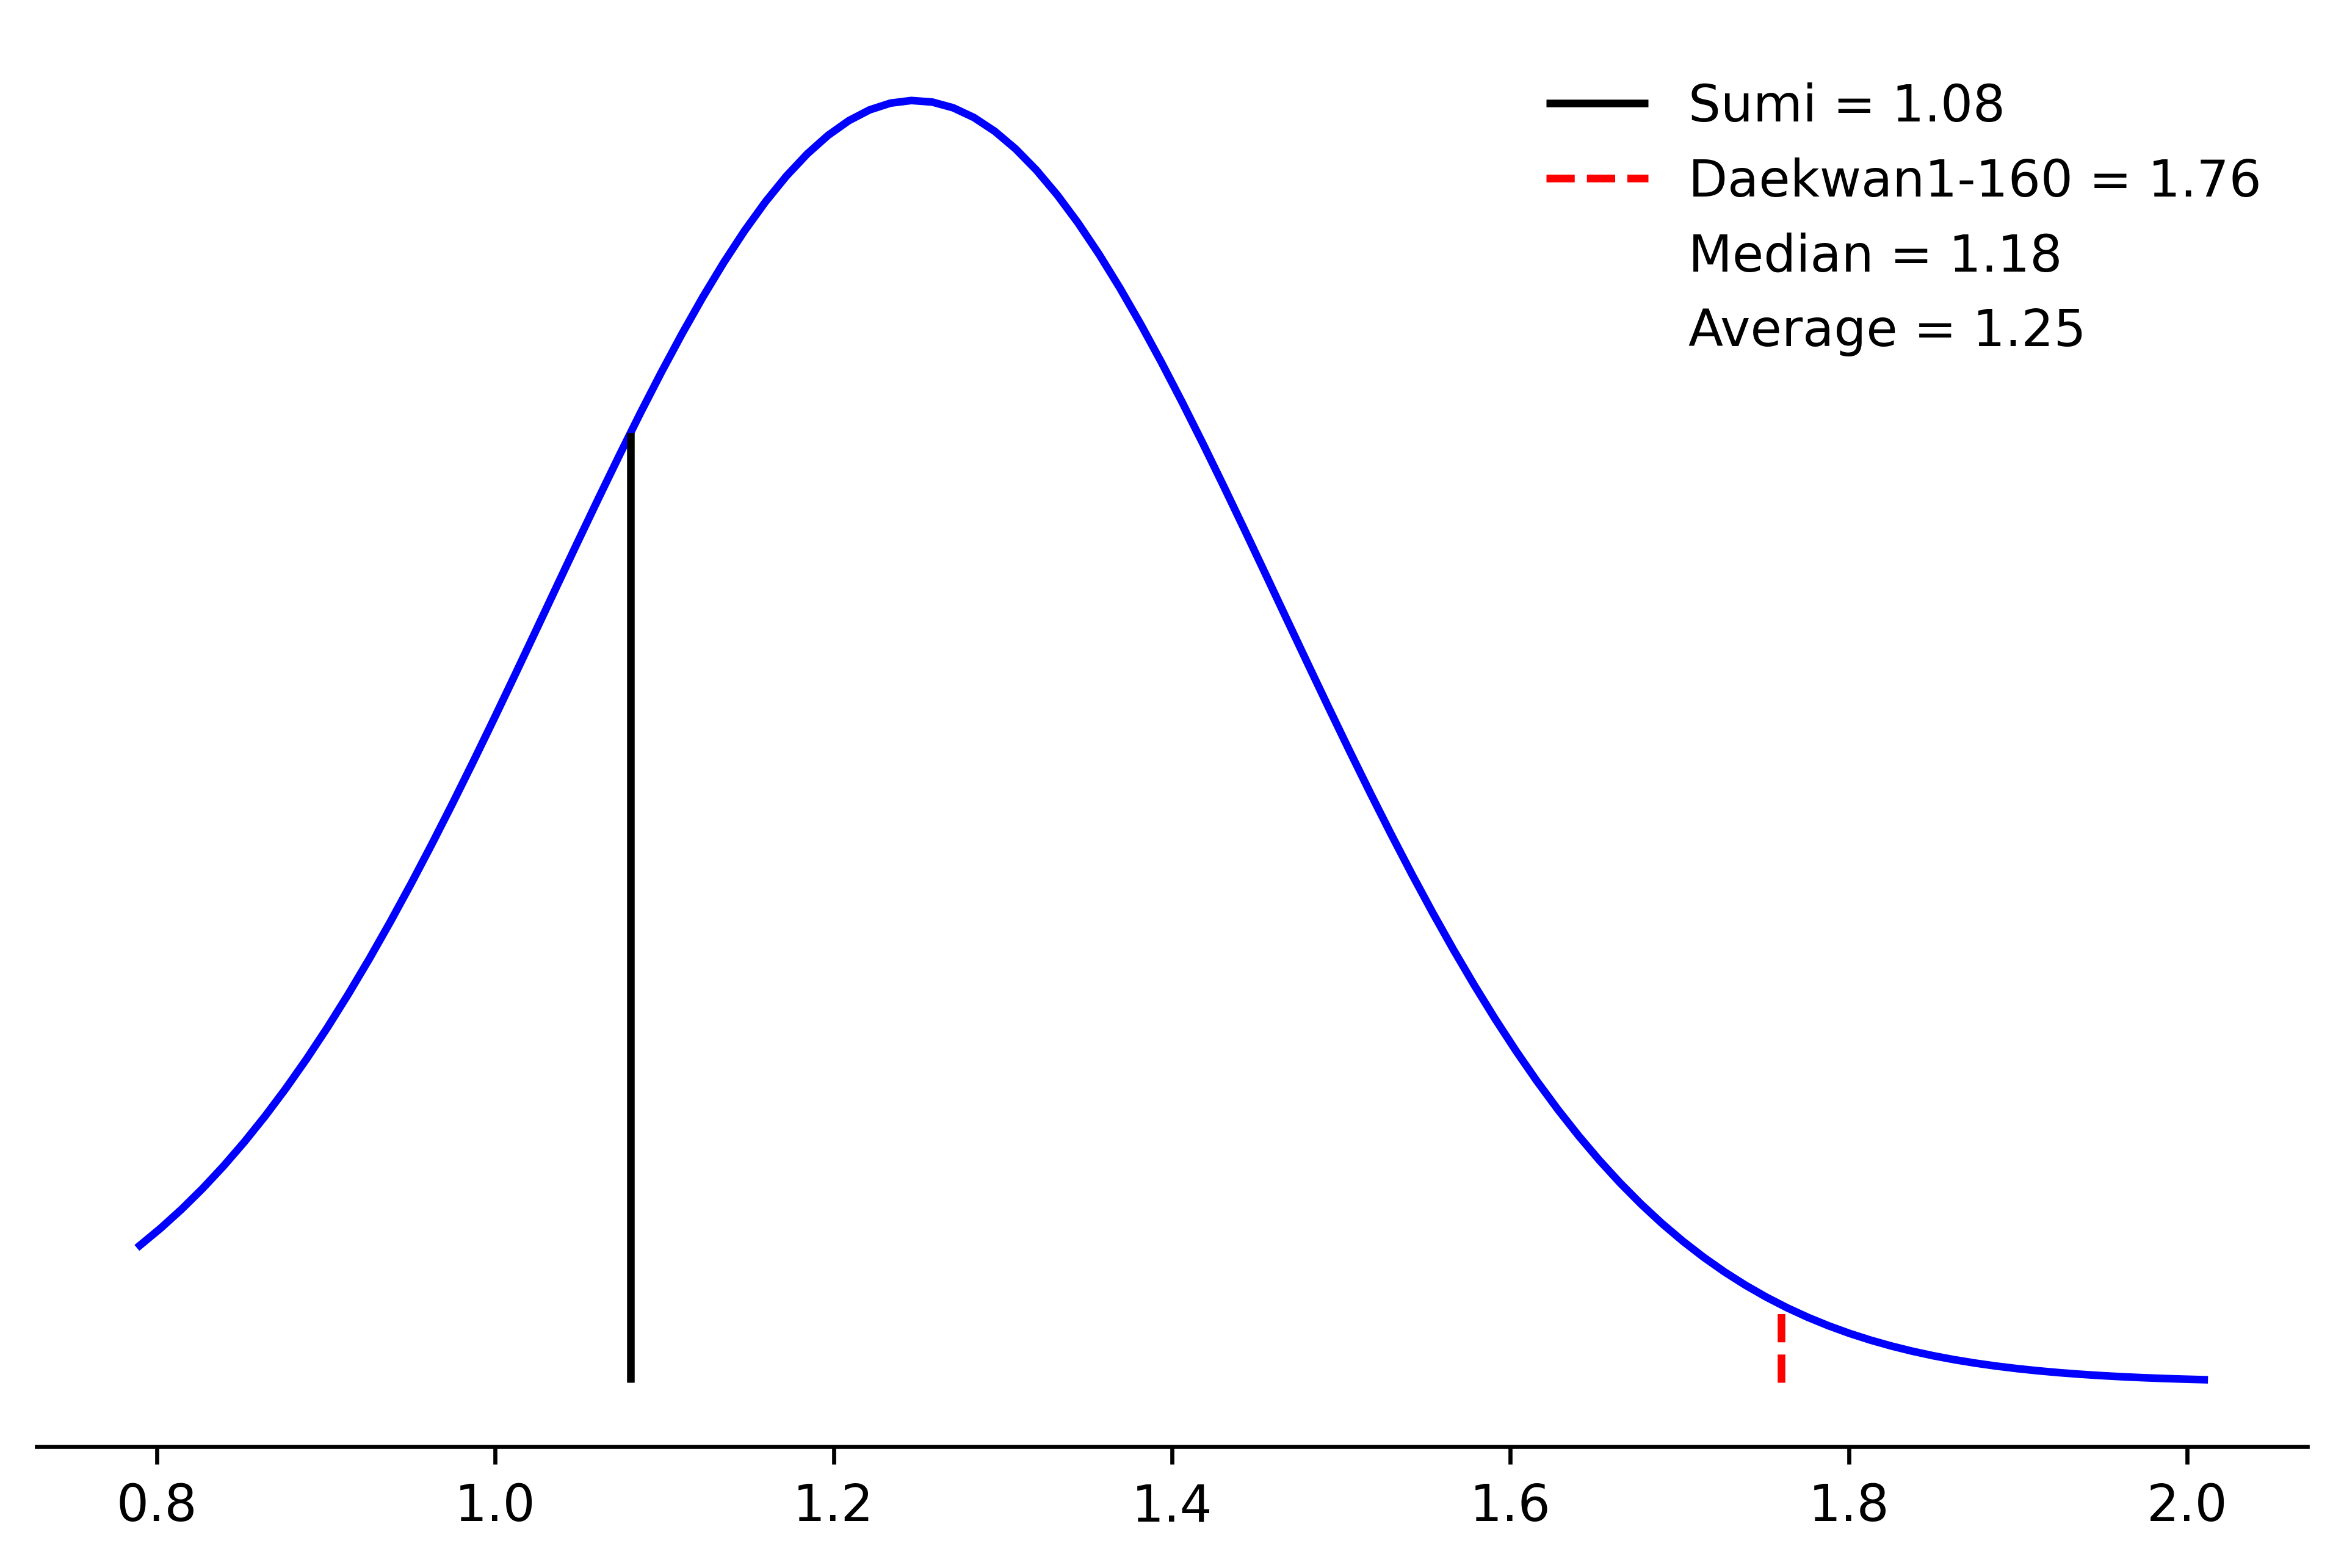 Sumi = 1.08
Daekwan1-160 = 1.76
Median = 1.18
Average = 1.25
0.8 1.0 1.2 1.4 1.6 1.8 2.0